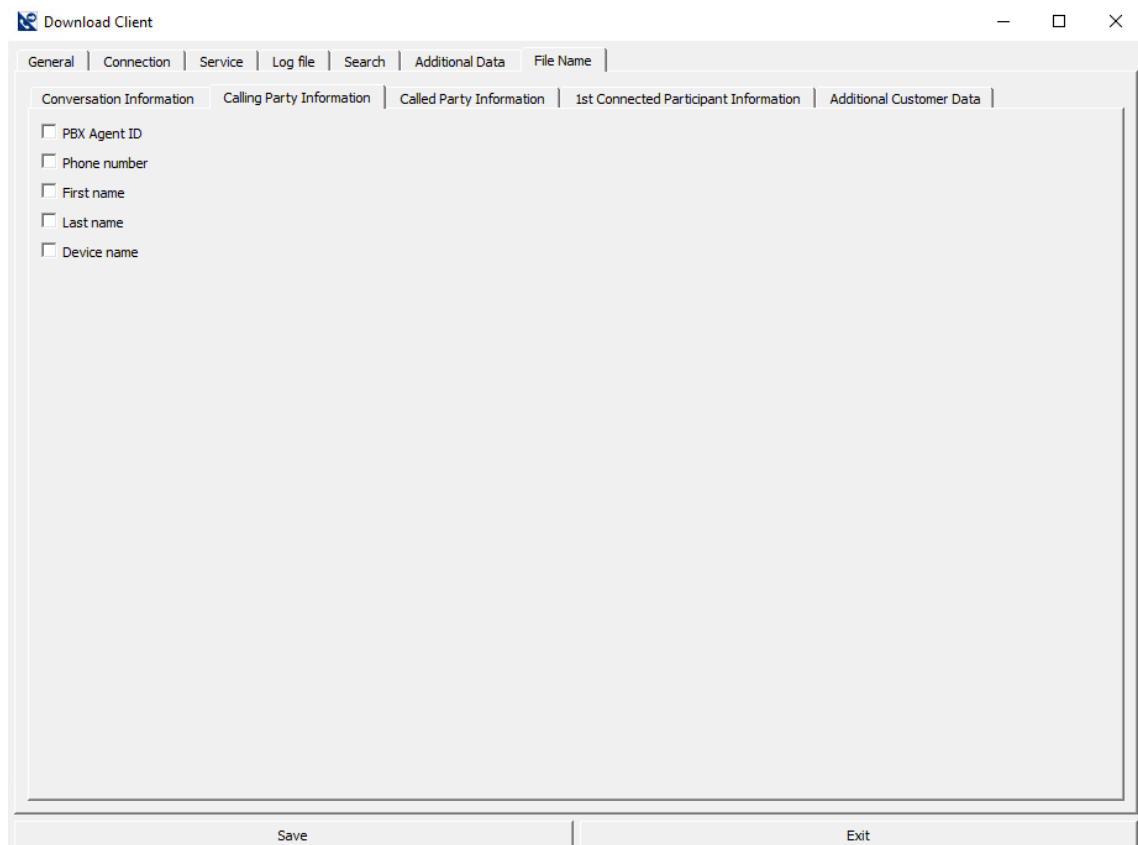 Download Client
General Connection Service Log file Search Additional Data File Name
Conversation Information Calling Party Information Called Party Information 1st Connected Participant Information Additional Customer Data
PBX Agent ID
Phone number
First name
Last name
Device name
Save Exit